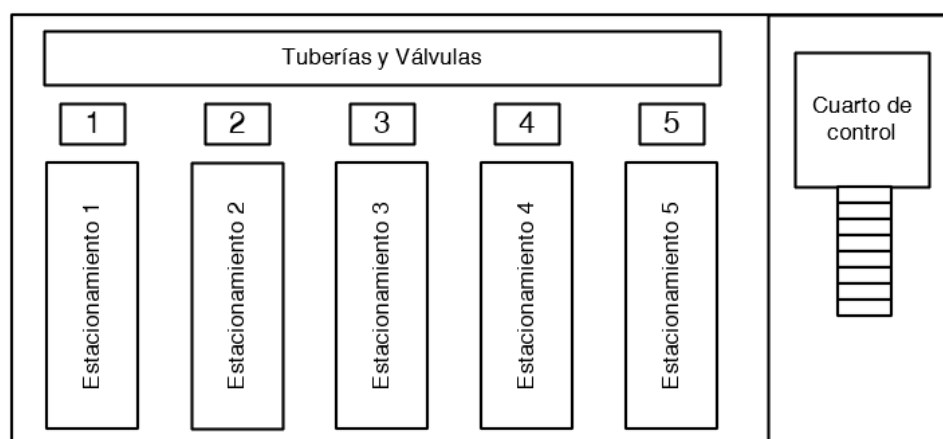 Tuberías y Válvulas
Cuarto de
control
1
2
3
4
5
Estacionamiento 1
Estacionamiento 2
Estacionamiento 3
Estacionamiento 4
Estacionamiento 5